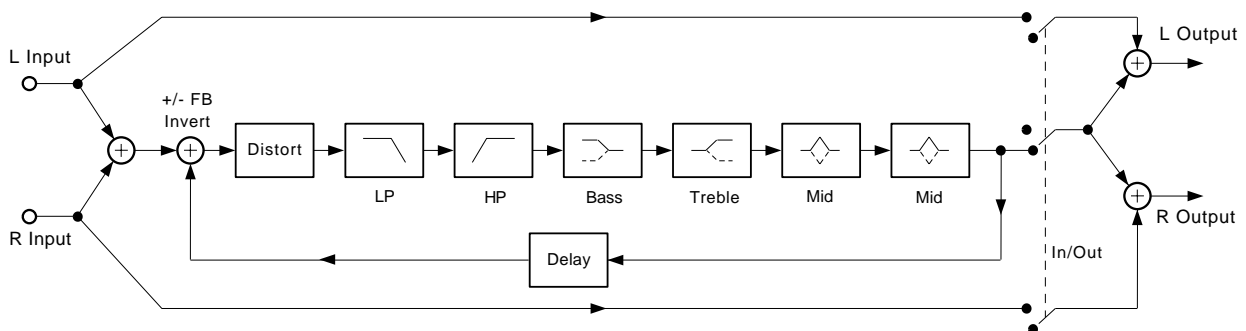 L Input
L Output
+/- FB
Invert
+
+
+
Distort
LP
HP
Bass
Treble
Mid
Mid
+
R Input
R Output
Delay
In/Out